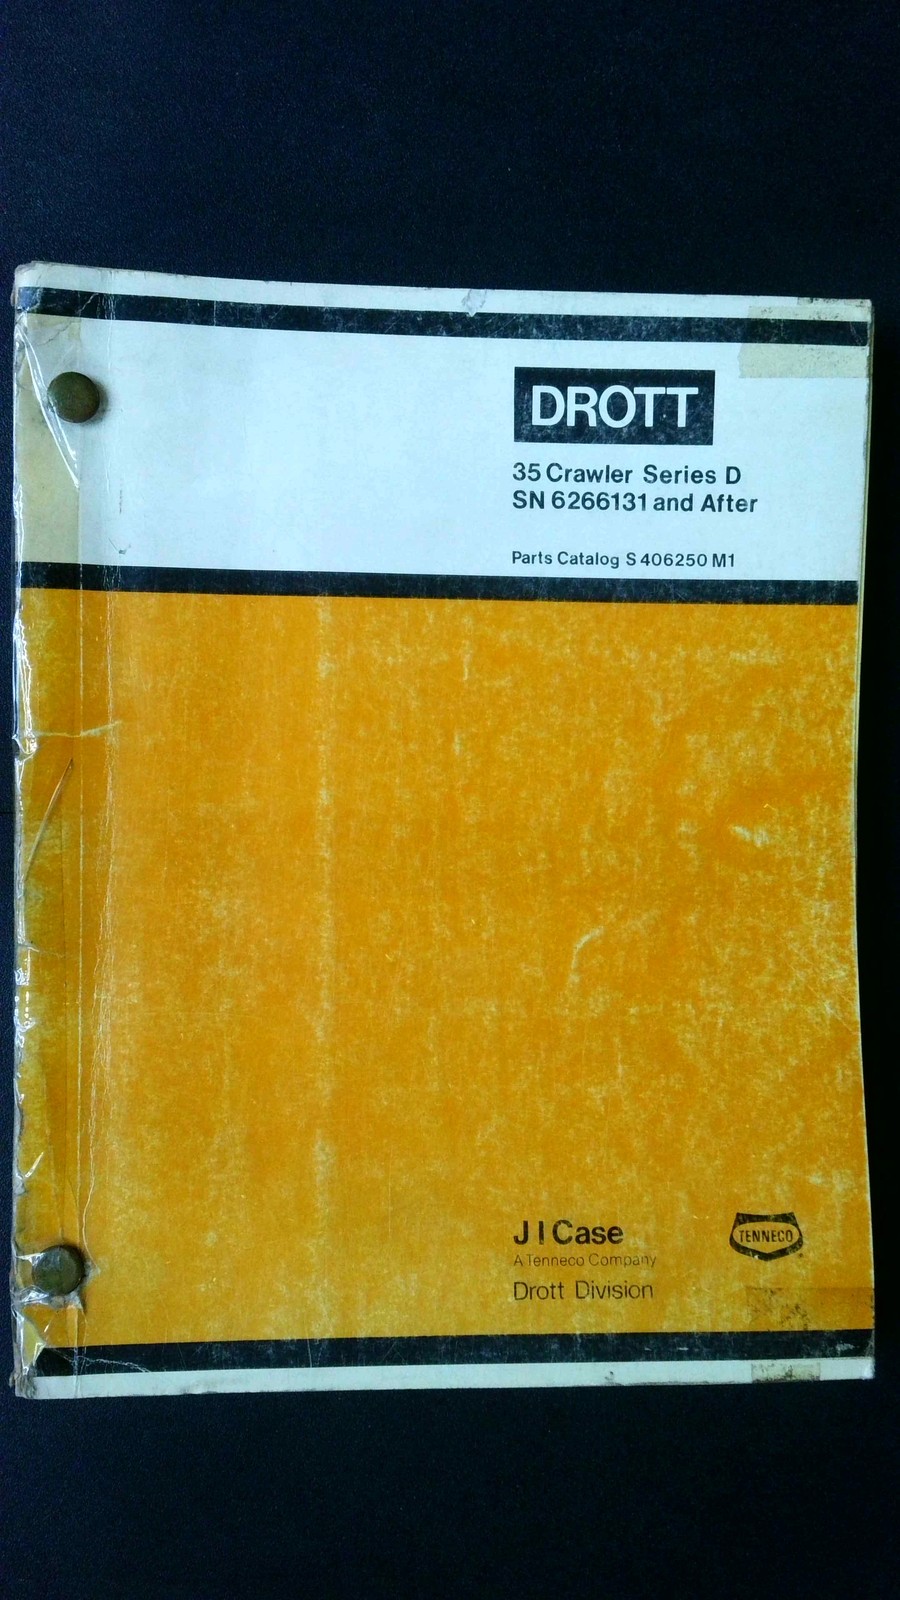 DROTT
35 Crawler Series D
SN 6266131 and After
Parts Catalog S 406250 M1
J I Case
A Tenneco Company
Drott Division
TENNECO